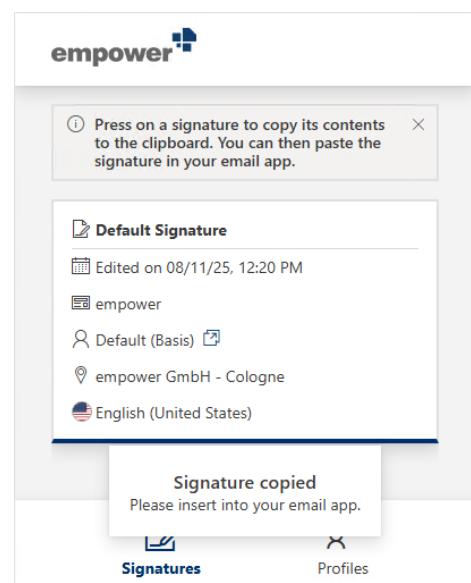 empower
Press on a signature to copy its contents
to the clipboard. You can then paste the
signature in your email app.
Default Signature
Edited on 08/11/25, 12:20 PM
empower
Default (Basis)
empower GmbH - Cologne
English (United States)
Signature copied
Please insert into your email app.
Signatures
Profiles